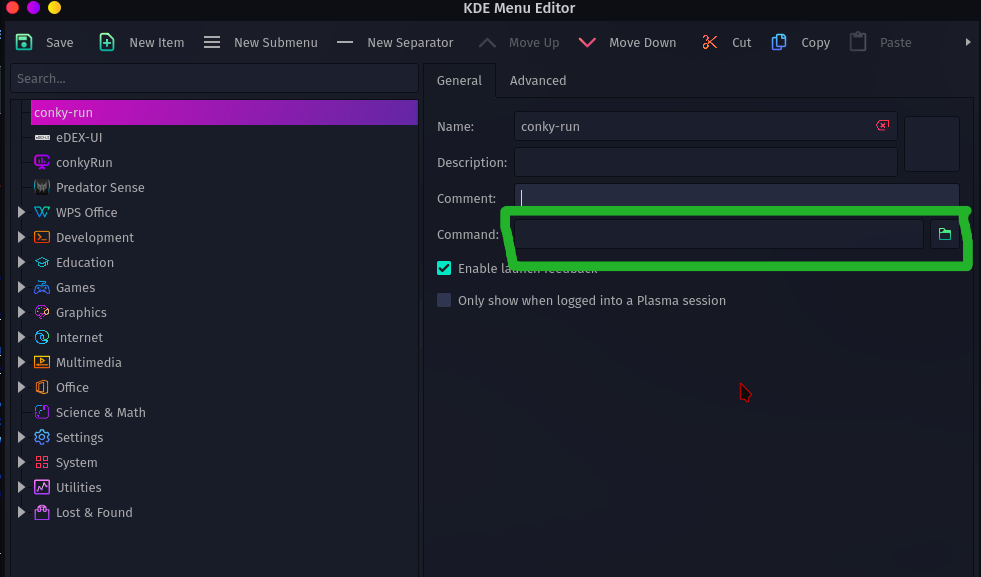 KDE Menu Editor
Save New Item New Submenu New Separator Move Up Move Down Cut Copy Paste
Search...
General Advanced
conky-run
eDEX-UI
conkyRun
Predator Sense
WPS Office
Development
Education
Games
Graphics
Internet
Multimedia
Office
Science & Math
Settings
System
Utilities
Lost & Found
Name: conky-run
Description:
Comment:
Command:
Enable launch feedback
Only show when logged into a Plasma session